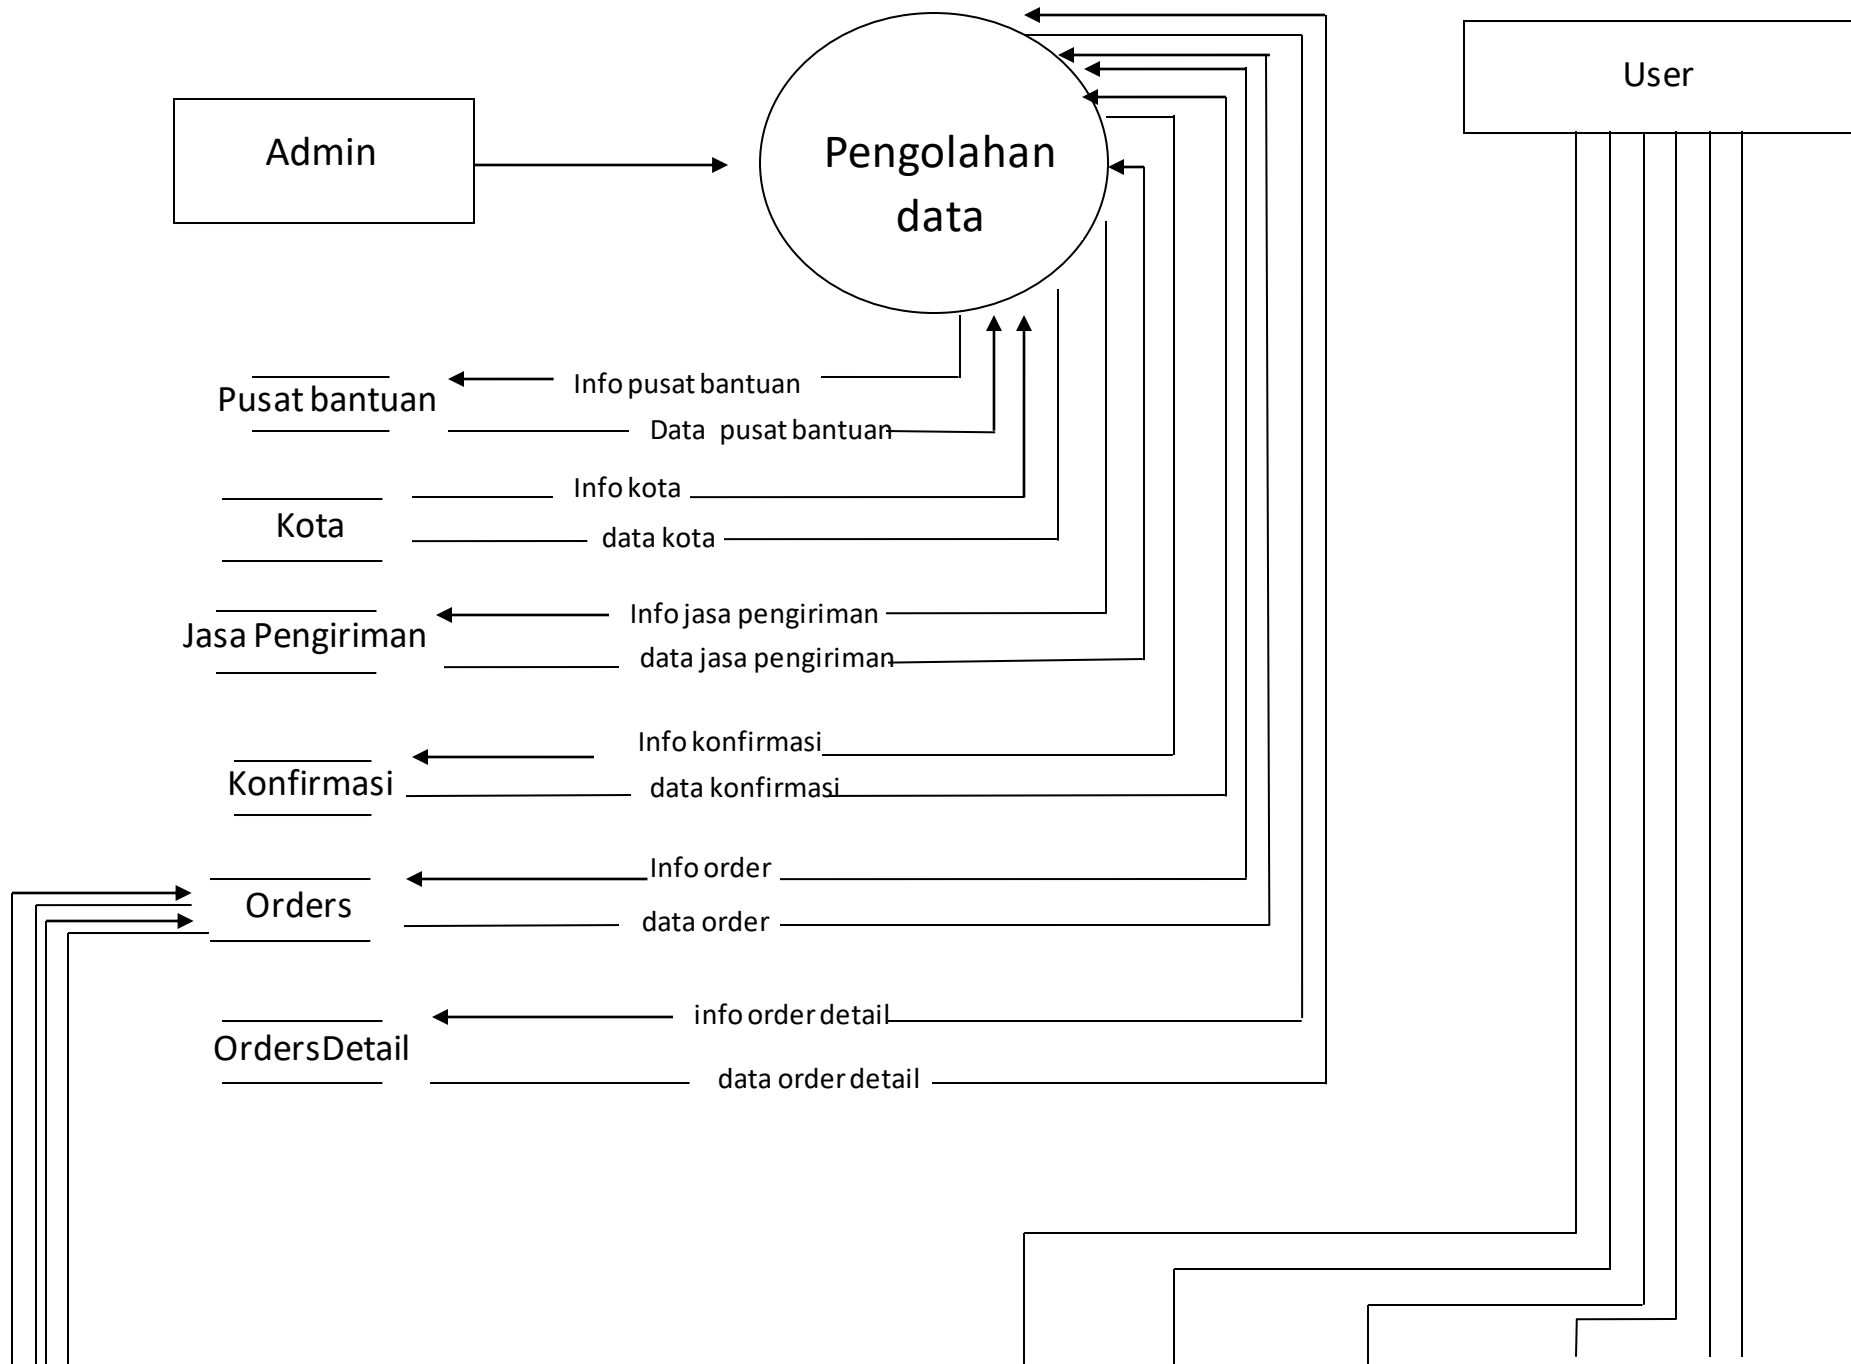 User
Admin
Pengolahan
data
Info pusat bantuan
Pusat bantuan
Data pusat bantuan
Info kota
Kota
data kota
Info jasa pengiriman
Jasa Pengiriman
data jasa pengiriman
Info konfirmasi
Konfirmasi
data konfirmasi
Info order
Orders
data order
info order detail
Orders Detail
data order detail